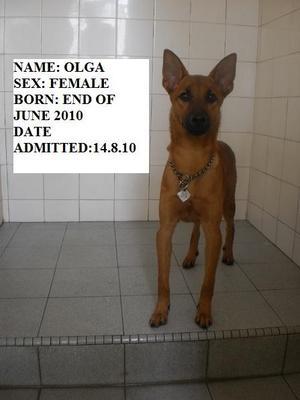 NAME: OLGA
SEX: FEMALE
BORN: END OF
JUNE 2010
DATE
ADMITTED:14.8.10